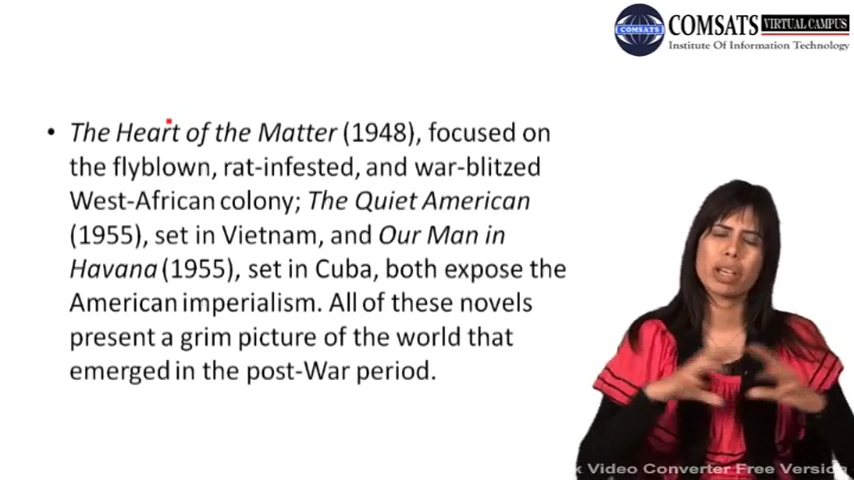 COMSATS VIRTUAL CAMPUS
Institute Of Information Technology
COMSATS
• The Heart of the Matter (1948), focused on
the flyblown, rat-infested, and war-blitzed
West-African colony; The Quiet American
(1955), set in Vietnam, and Our Man in
Havana (1955), set in Cuba, both expose the
American imperialism. All of these novels
present a grim picture of the world that
emerged in the post-War period.
Video Converter Free Version